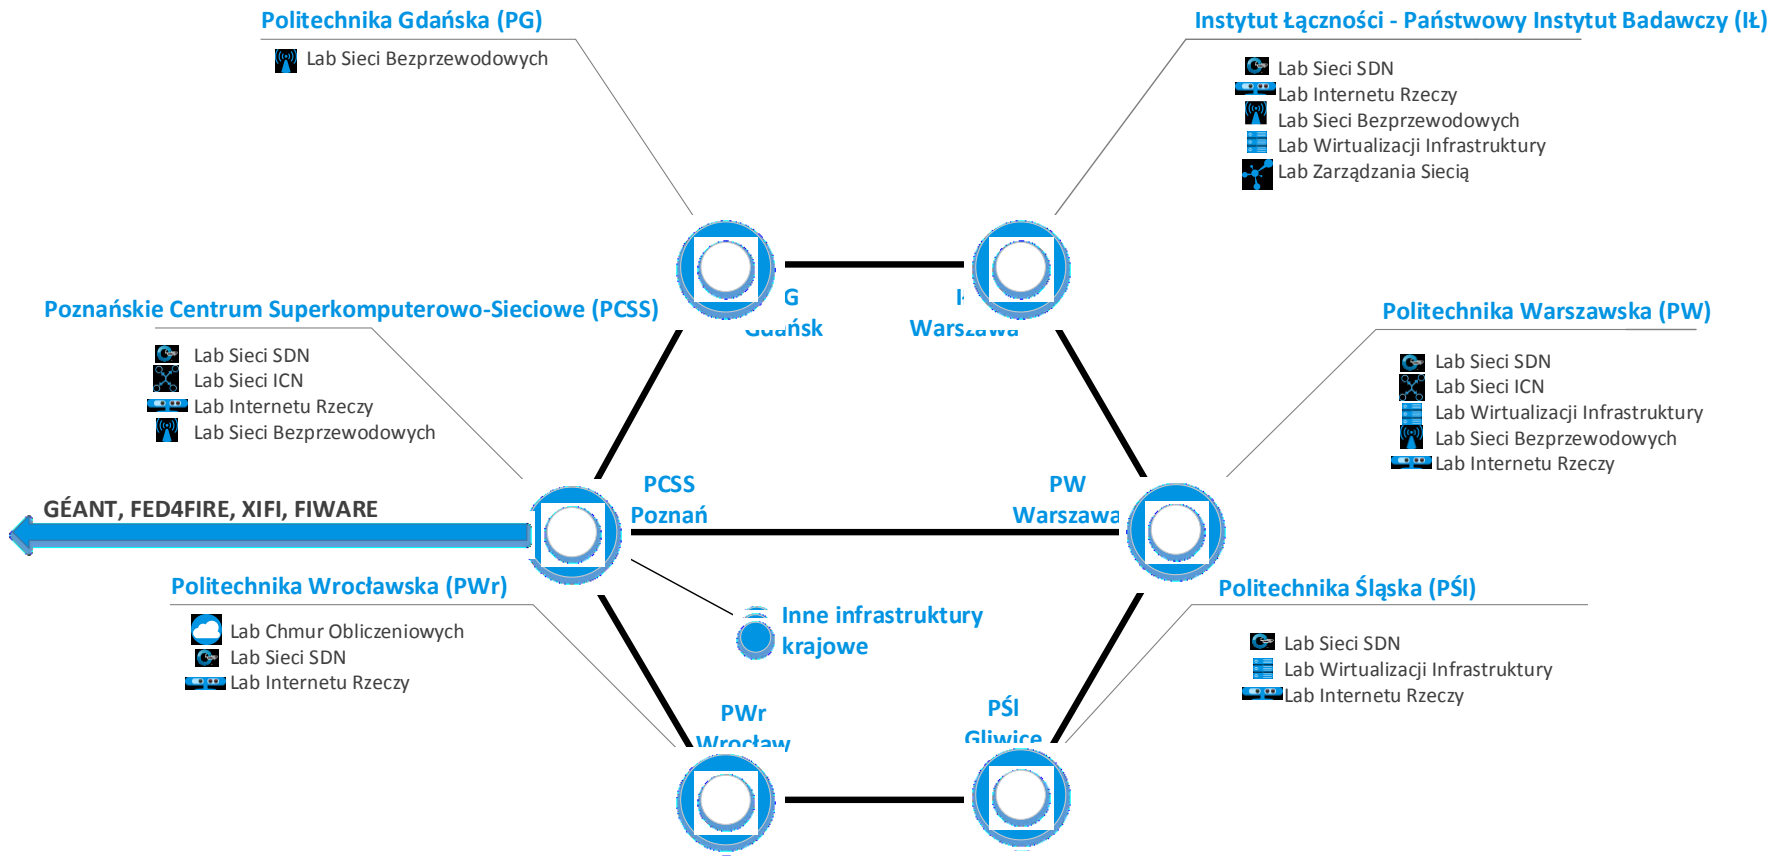 Politechnika Gdańska (PG)
Lab Sieci Bezprzewodowych
Instytut Łączności - Państwowy Instytut Badawczy (IŁ)
Lab Sieci SDN
Lab Internetu Rzeczy
Lab Sieci Bezprzewodowych
Lab Wirtualizacji Infrastruktury
Lab Zarządzania Siecią
G
Gdańsk
IŁ
Warszawa
Poznańskie Centrum Superkomputerowo-Sieciowe (PCSS)
Lab Sieci SDN
Lab Sieci ICN
Lab Internetu Rzeczy
Lab Sieci Bezprzewodowych
Politechnika Warszawska (PW)
Lab Sieci SDN
Lab Sieci ICN
Lab Wirtualizacji Infrastruktury
Lab Sieci Bezprzewodowych
Lab Internetu Rzeczy
PCSS
Poznań
PW
Warszawa
GÉANT, FED4FIRE, XIFI, FIWARE
Politechnika Wrocławska (PWr)
Lab Chmur Obliczeniowych
Lab Sieci SDN
Lab Internetu Rzeczy
Inne infrastruktury
krajowe
Politechnika Śląska (PŚl)
Lab Sieci SDN
Lab Wirtualizacji Infrastruktury
Lab Internetu Rzeczy
PWr
Wrocław
PŚl
Gliwice